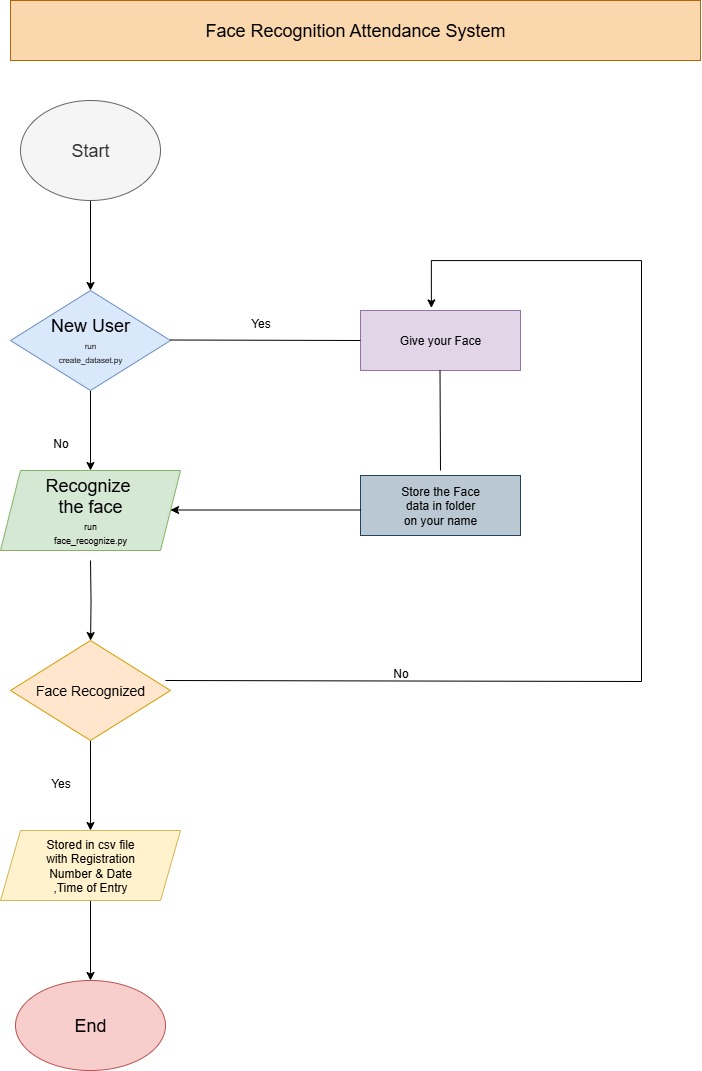 Face Recognition Attendance System
Start
New User
run
create_dataset.py
Yes
Give your Face
No
Recognize
the face
run
face_recognize.py
Store the Face
data in folder
on your name
Face Recognized
No
Yes
Stored in csv file
with Registration
Number & Date
,Time of Entry
End